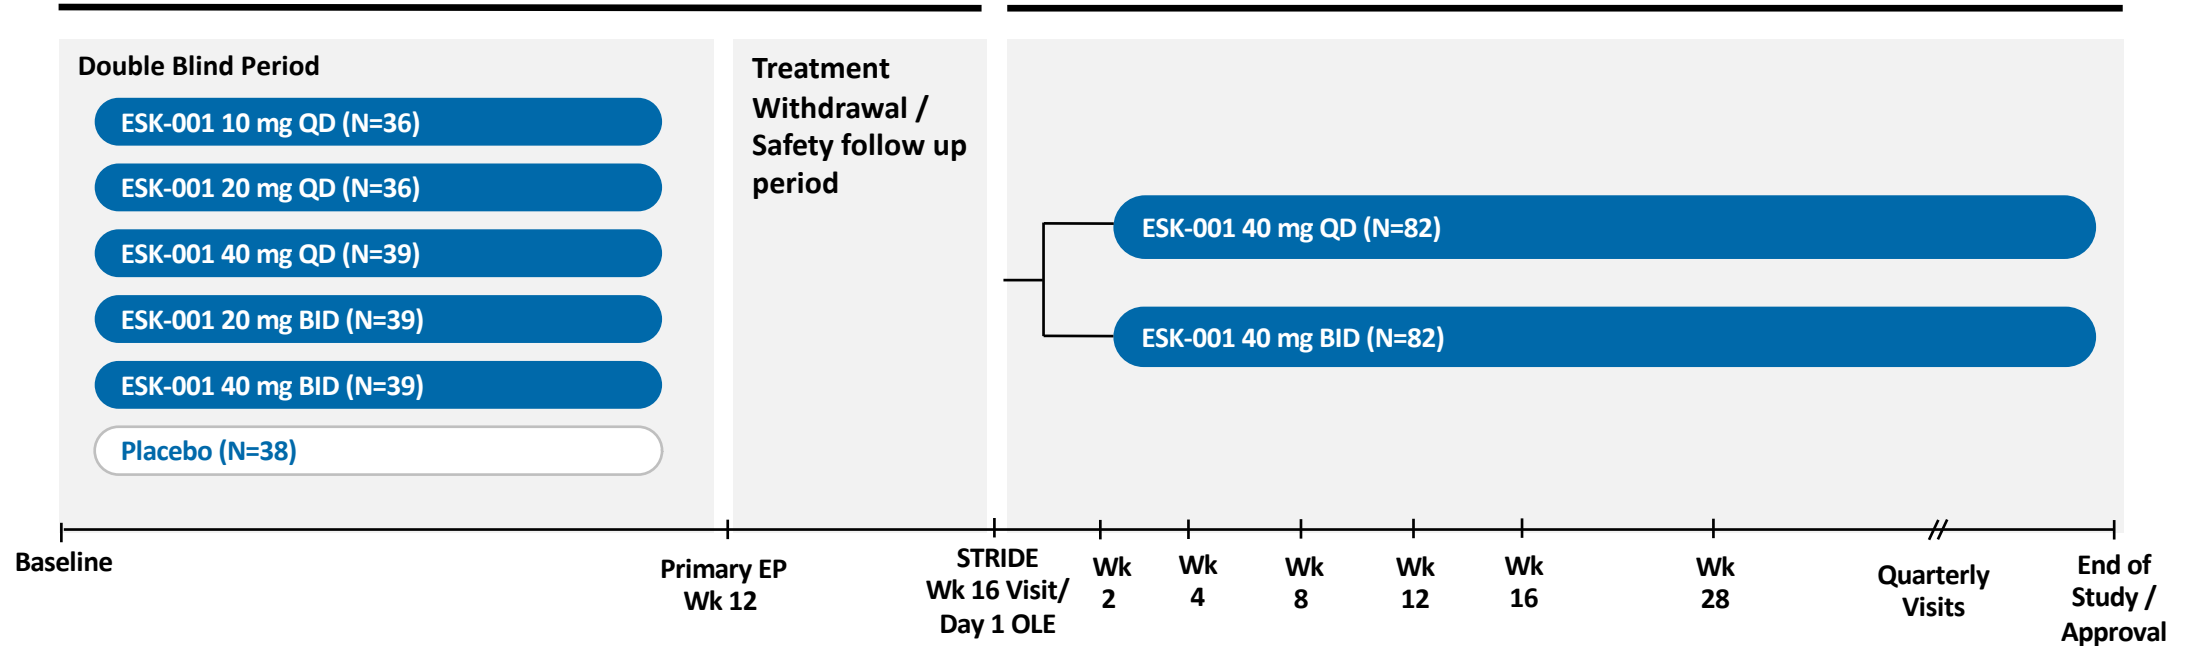 Double Blind Period
ESK-001 10 mg QD (N=36)
ESK-001 20 mg QD (N=36)
ESK-001 40 mg QD (N=39)
ESK-001 20 mg BID (N=39)
ESK-001 40 mg BID (N=39)
Placebo (N=38)
Treatment
Withdrawal /
Safety follow up
period
ESK-001 40 mg QD (N=82)
ESK-001 40 mg BID (N=82)
Baseline
Primary EP
Wk 12
STRIDE
Wk 16 Visit/
Day 1 OLE
Wk
2
Wk
4
Wk
8
Wk
12
Wk
16
Wk
28
Quarterly
Visits
End of
Study /
Approval